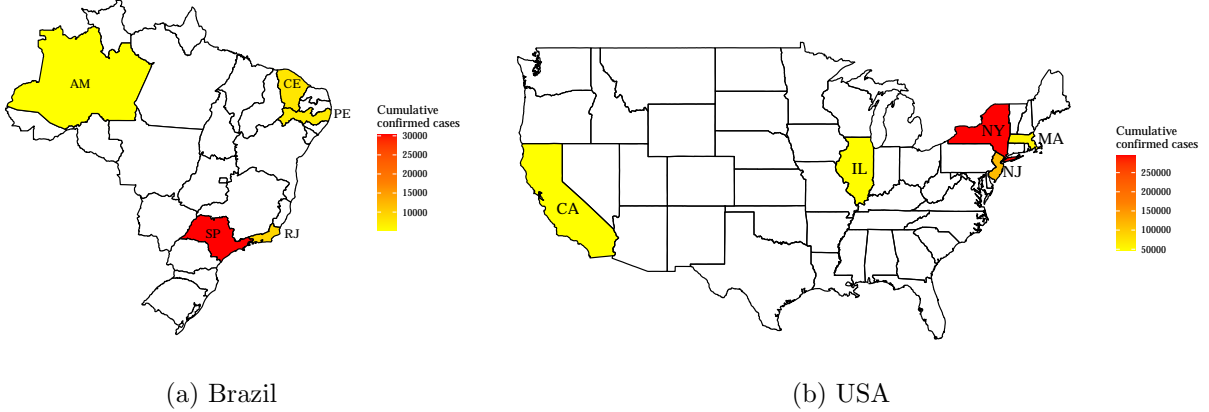 AM
CE
PE
SP
RJ
Cumulative
confirmed cases
30000
25000
20000
15000
10000
(a) Brazil
NY
MA
NJ
IL
CA
Cumulative
confirmed cases
250000
200000
150000
100000
50000
(b) USA